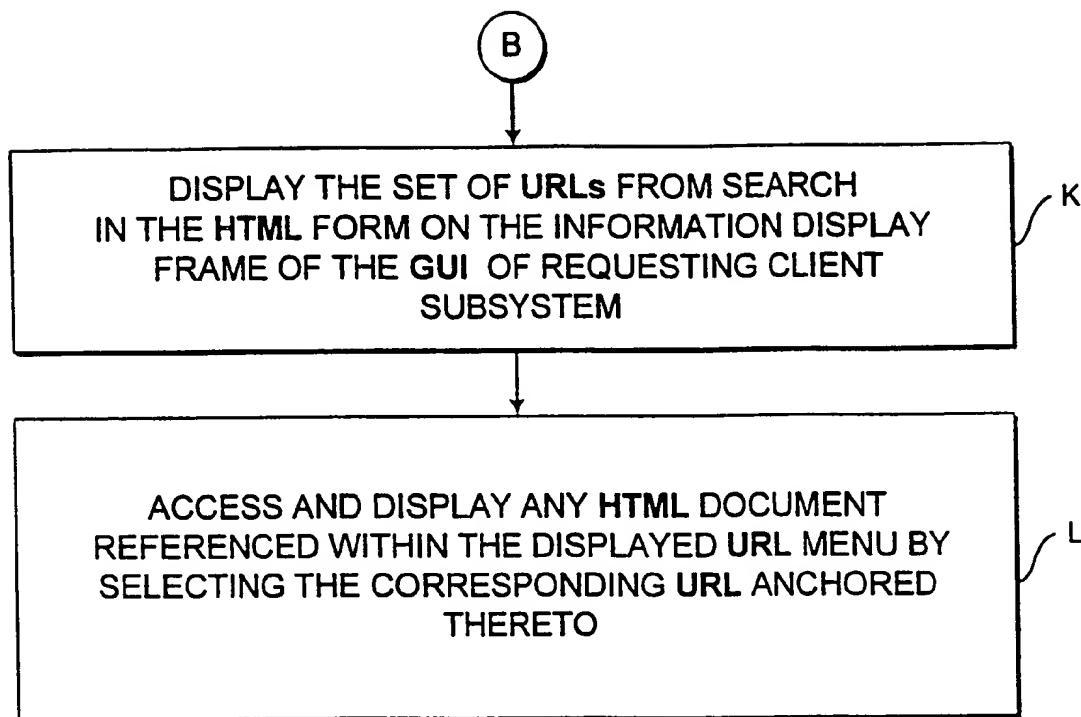 B
DISPLAY THE SET OF URLs FROM SEARCH
IN THE HTML FORM ON THE INFORMATION DISPLAY
FRAME OF THE GUI OF REQUESTING CLIENT
SUBSYSTEM
K
ACCESS AND DISPLAY ANY HTML DOCUMENT
REFERENCED WITHIN THE DISPLAYED URL MENU BY
SELECTING THE CORRESPONDING URL ANCHORED
THERETO
L